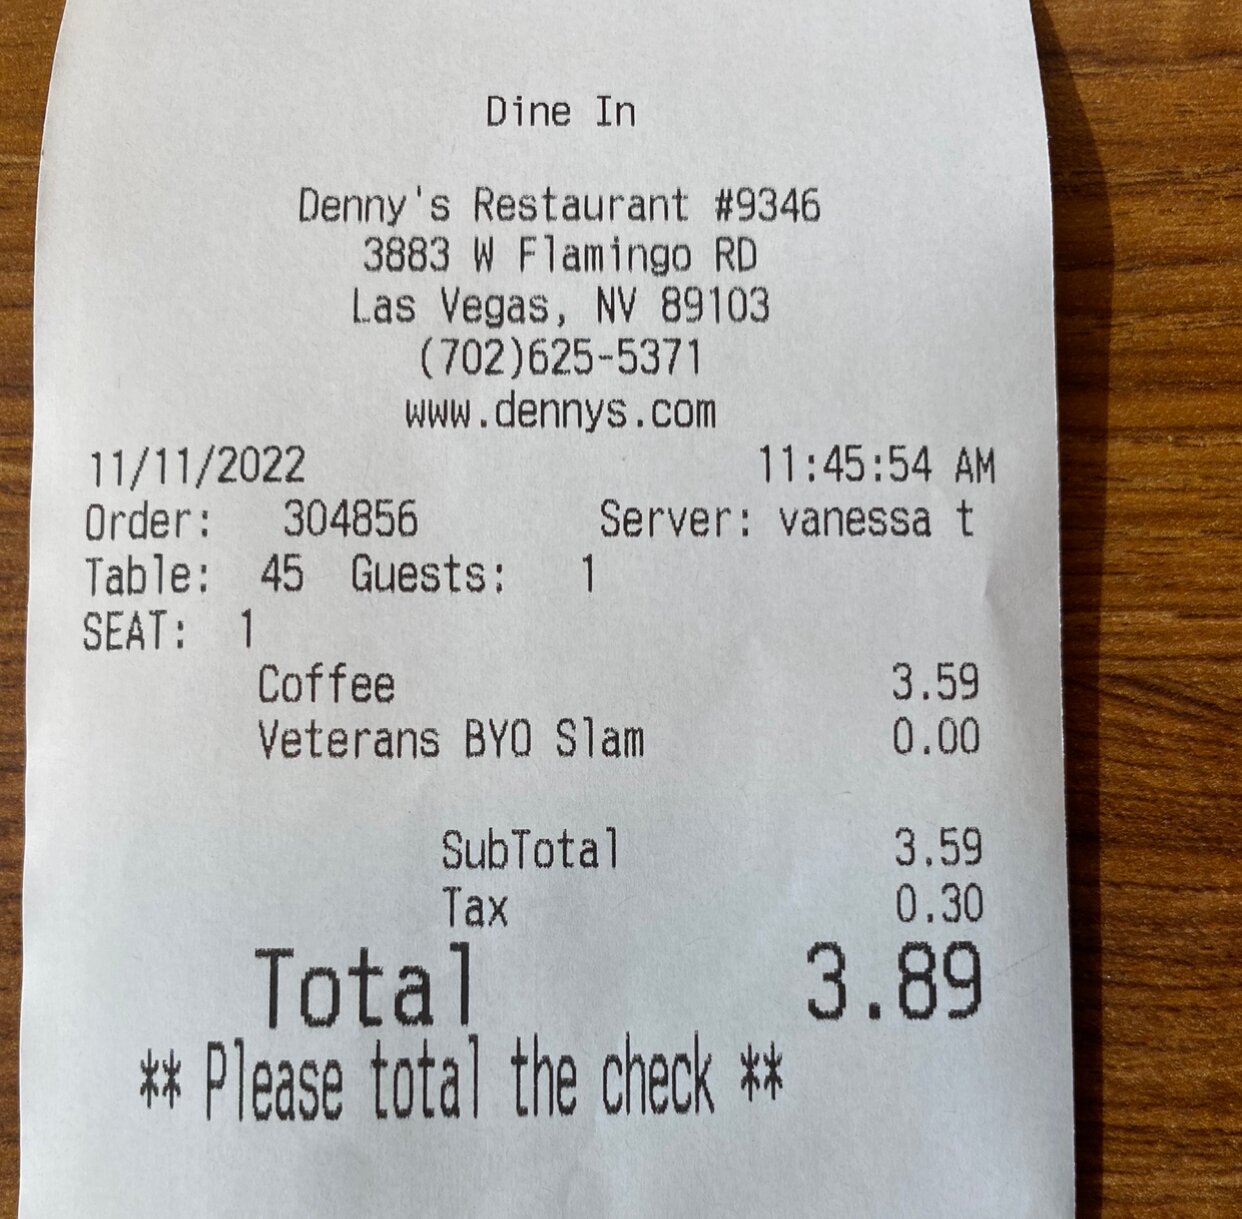 Dine In
Denny's Restaurant #9346
3883 W Flamingo RD
Las Vegas, NV 89103
(702)625-5371
www.dennys.com
11/11/2022 11:45:54 AM
Order: 304856 Server: vanessa t
Table: 45 Guests: 1
SEAT: 1
Coffee 3.59
Veterans BYO Slam 0.00
SubTotal 3.59
Tax 0.30
Total 3.89
** Please total the check **